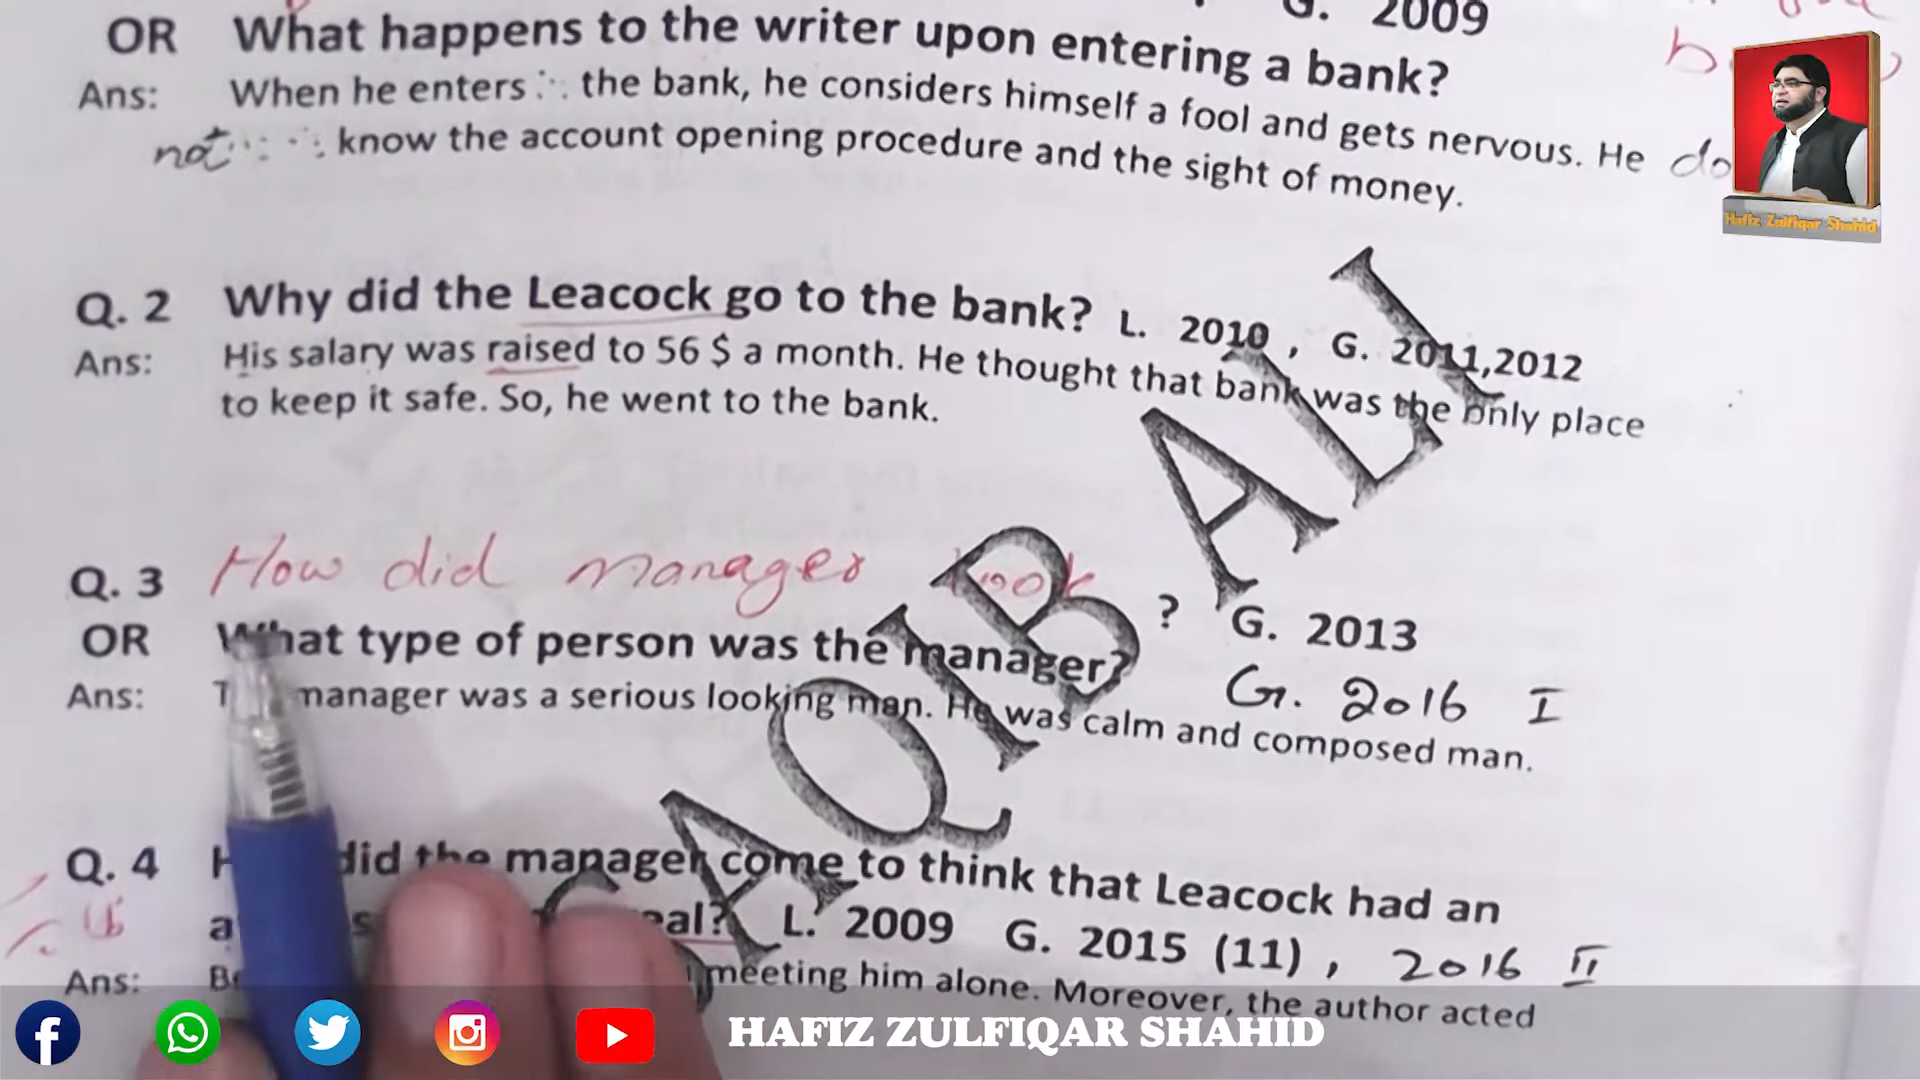 G. 2009
OR What happens to the writer upon entering a bank?
Ans: When he enters the bank, he considers himself a fool and gets nervous. He do
not know the account opening procedure and the sight of money.
Hafiz Zulfiqar Shahid
Q. 2 Why did the Leacock go to the bank? L. 2010 , G. 2011,2012
Ans: His salary was raised to 56 $ a month. He thought that bank was the only place
to keep it safe. So, he went to the bank.
Q. 3 How did manager look ? G. 2013
OR What type of person was the manager? G. 2016 I
Ans: manager was a serious looking man. He was calm and composed man.
Q. 4 did the manager come to think that Leacock had an
L. 2009 G. 2015 (11) , 2016 II
Ans: meeting him alone. Moreover, the author acted
SAQIB ALI
HAFIZ ZULFIQAR SHAHID